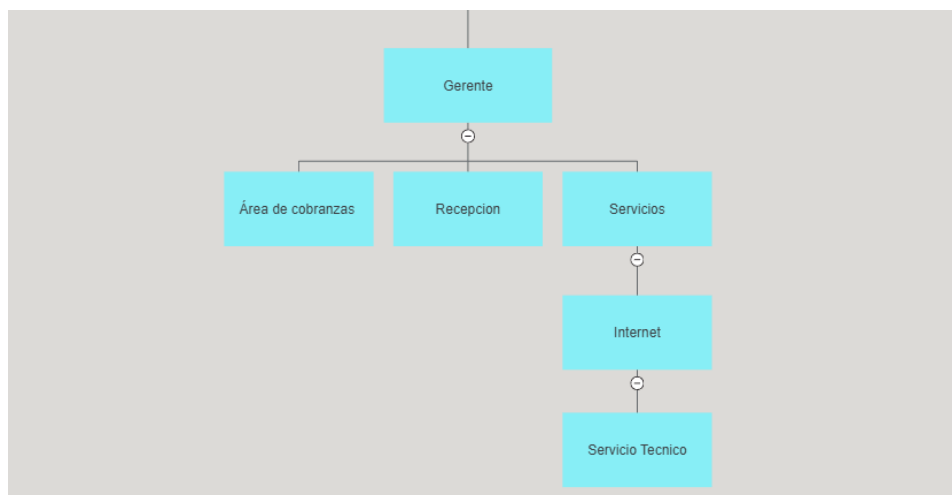 Gerente
Área de cobranzas
Recepcion
Servicios
Internet
Servicio Tecnico